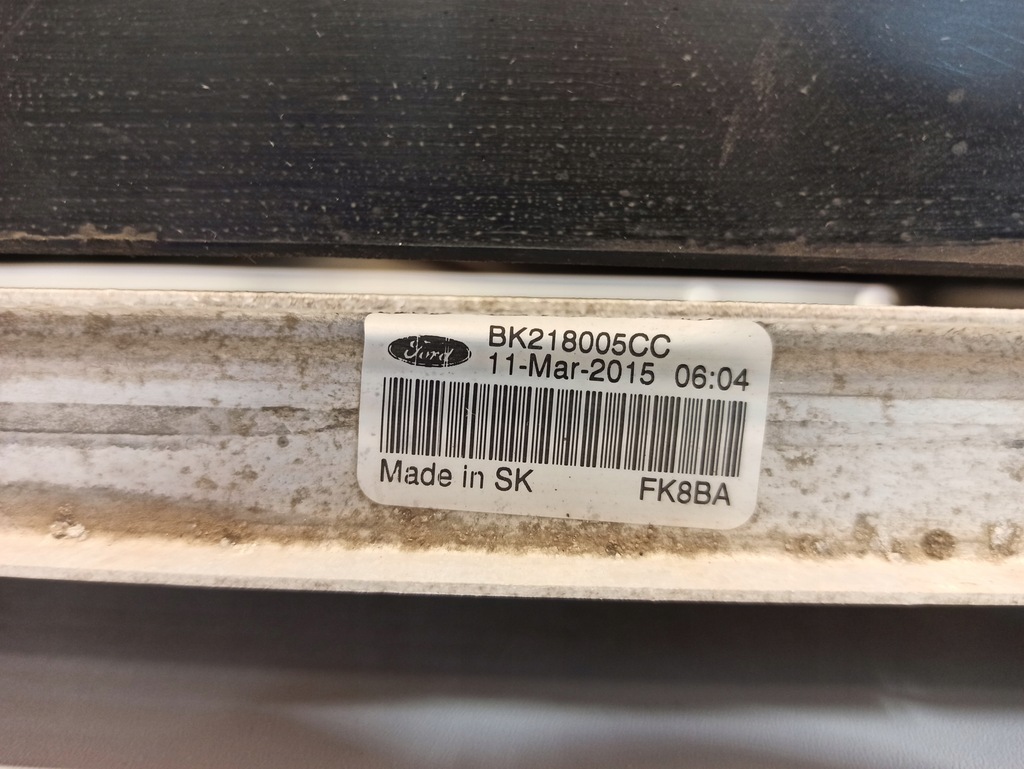 Ford
BK218005CC
11-Mar-2015 06:04
Made in SK
FK8BA